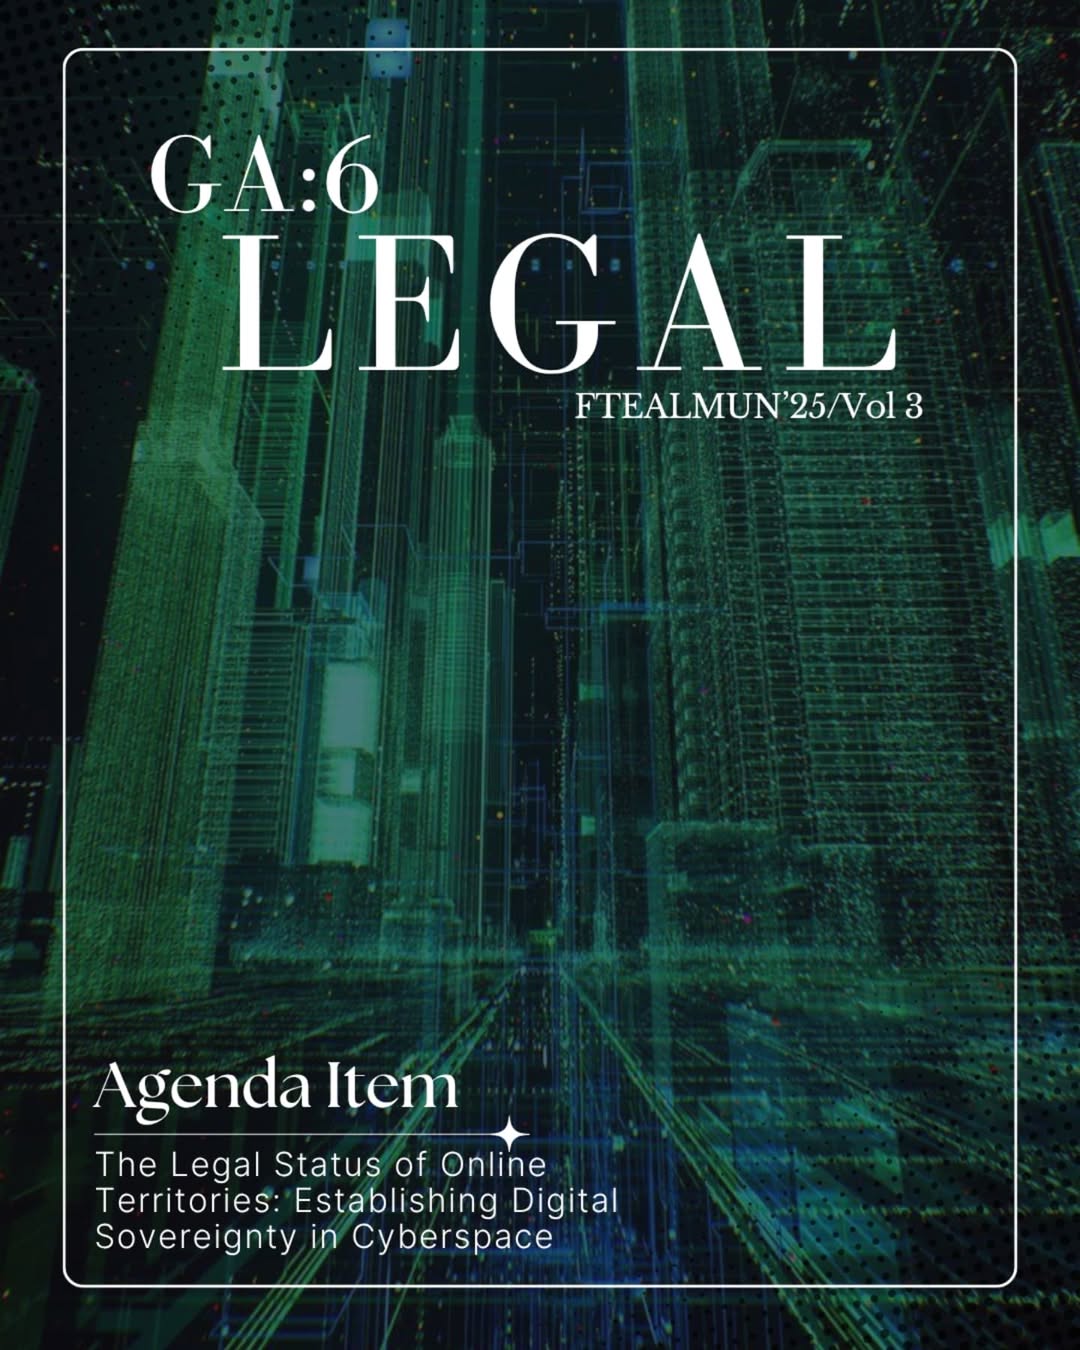 GA:6
LEGAL
FTEALMUN’25/Vol 3
Agenda Item
The Legal Status of Online
Territories: Establishing Digital
Sovereignty in Cyberspace